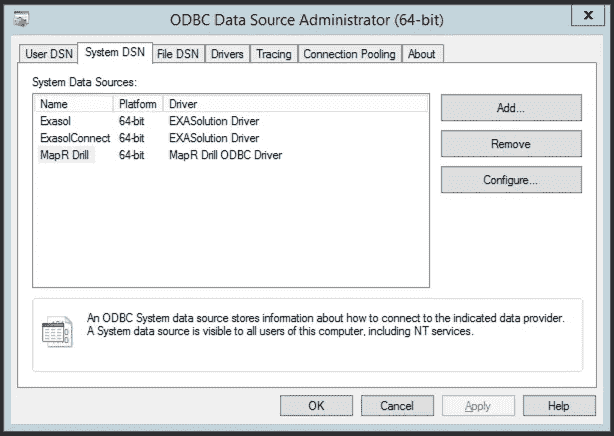 ODBC Data Source Administrator (64-bit)
x
User DSN System DSN File DSN Drivers Tracing Connection Pooling About
System Data Sources:
Name Platform Driver
Exasol 64-bit EXASolution Driver
ExasolConnect 64-bit EXASolution Driver
MapR Drill 64-bit MapR Drill ODBC Driver
Add...
Remove
Configure...
An ODBC System data source stores information about how to connect to the indicated data provider.
A System data source is visible to all users of this computer, including NT services.
OK Cancel Apply Help